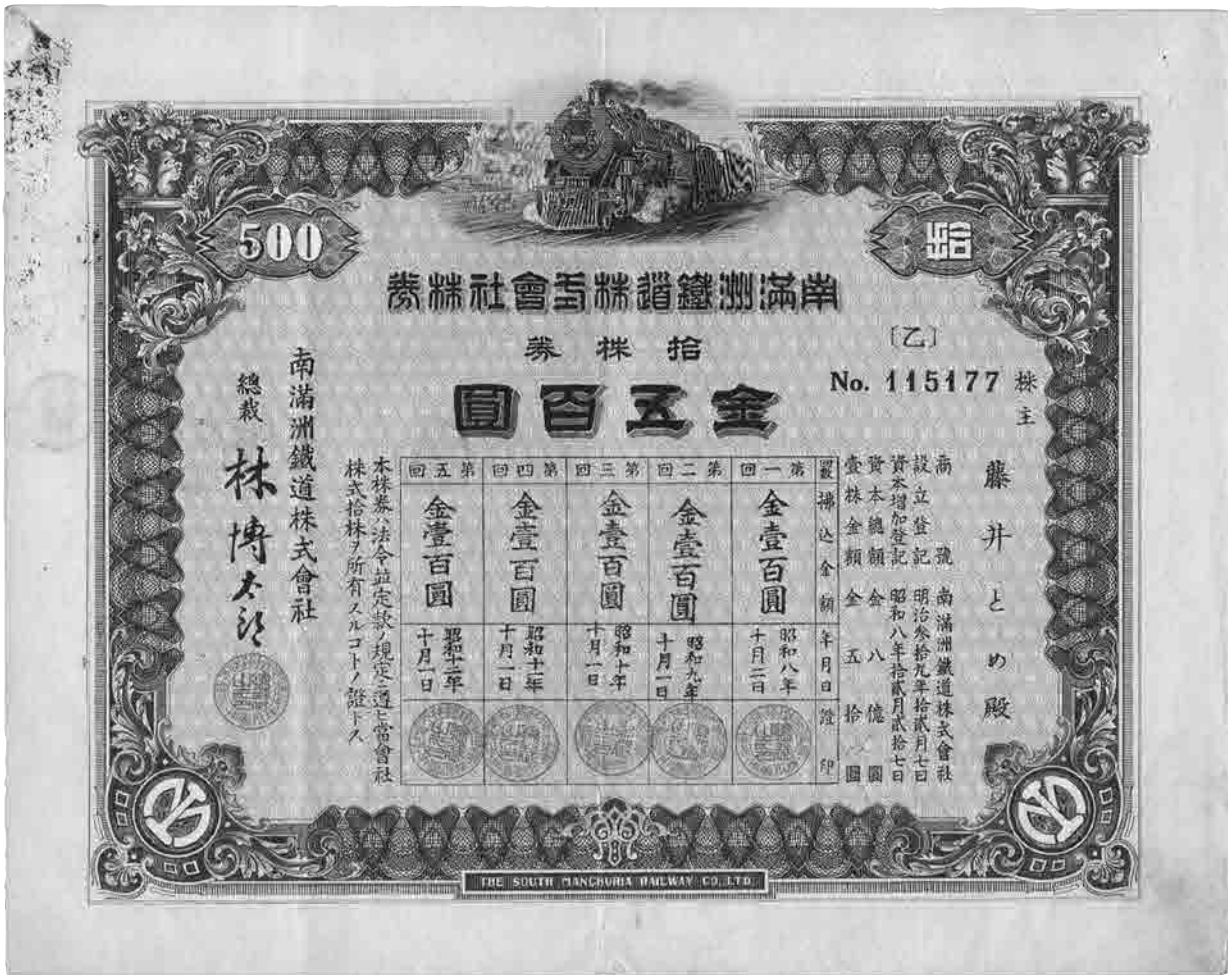 500
拾
南滿洲鐵道株式會社株券
拾株券
金五百圓
〔乙〕
No. 115177
株主
藤井とめ殿
商號 南滿洲鐵道株式會社
設立登記 明治參拾九年拾貳月七日
資本增加登記 昭和八年拾貳月貳拾七日
資本總額 金八億圓
壹株金額 金五拾圓
拂込金額 年月日 證印
第一回 金壹百圓 昭和八年十月二日
第二回 金壹百圓 昭和九年十月一日
第三回 金壹百圓 昭和十年十月一日
第四回 金壹百圓 昭和十一年十月一日
第五回 金壹百圓 昭和十二年十月一日
本株券ハ法令並定款ノ規定ニ遵ヒ當會社
株式拾株ヲ所有スルコトノ證トス
南滿洲鐵道株式會社
總裁
林博太郎
THE SOUTH MANCHURIA RAILWAY CO. LTD.